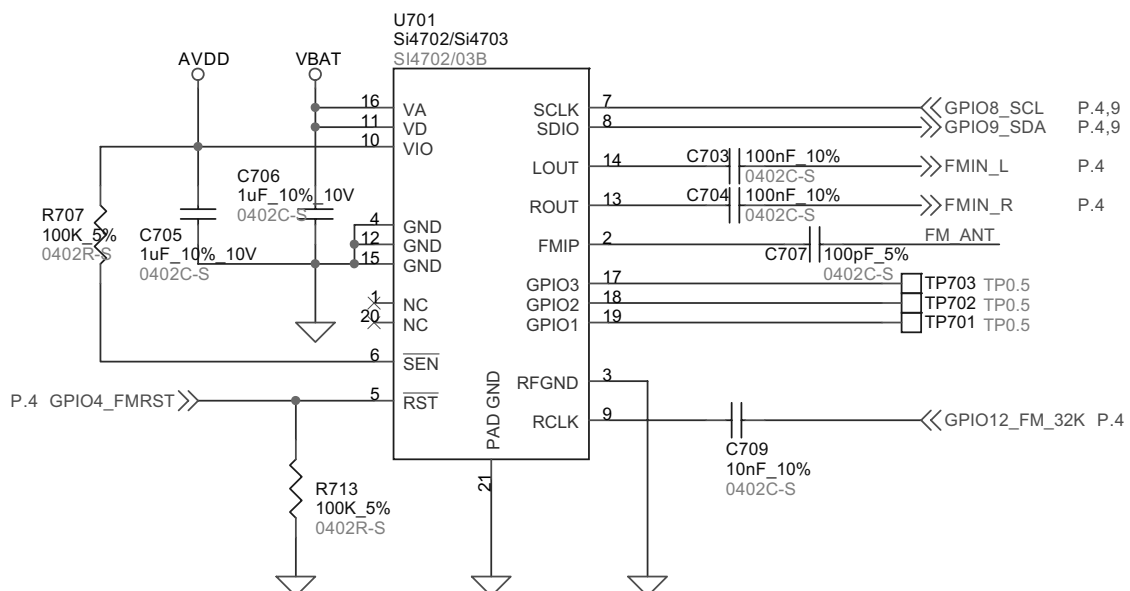 U701
Si4702/Si4703
SI4702/03B
AVDD
VBAT
16 VA
11 VD
10 VIO
4 GND
12 GND
15 GND
1 NC
20 NC
6 SEN
5 RST
SCLK 7
SDIO 8
LOUT 14
ROUT 13
FMIP 2
GPIO3 17
GPIO2 18
GPIO1 19
RFGND 3
RCLK 9
PAD GND
21
GPIO8_SCL P.4,9
GPIO9_SDA P.4,9
C703 100nF_10%
0402C-S
FMIN_L P.4
C704 100nF_10%
0402C-S
FMIN_R P.4
FM_ANT
C707 100pF_5%
0402C-S
TP703 TP0.5
TP702 TP0.5
TP701 TP0.5
GPIO12_FM_32K P.4
C709
10nF_10%
0402C-S
C706
1uF_10%_10V
0402C-S
R707
100K_5%
0402R-S
C705
1uF_10%_10V
0402C-S
P.4 GPIO4_FMRST
R713
100K_5%
0402R-S